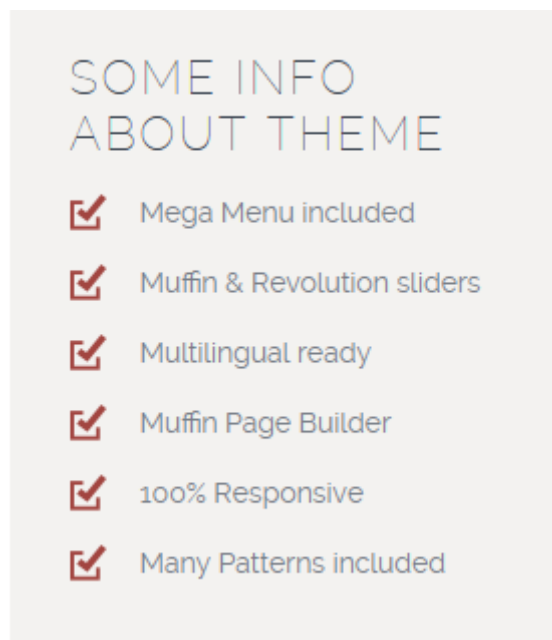 SOME INFO
ABOUT THEME
Mega Menu included
Muffin & Revolution sliders
Multilingual ready
Muffin Page Builder
100% Responsive
Many Patterns included